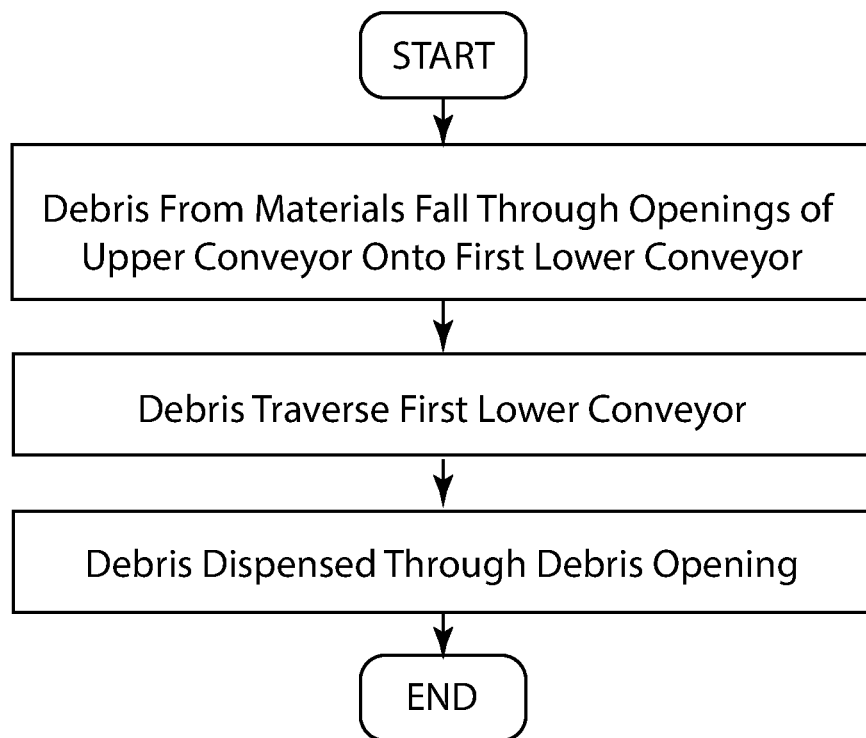 START
Debris From Materials Fall Through Openings of
Upper Conveyor Onto First Lower Conveyor
Debris Traverse First Lower Conveyor
Debris Dispensed Through Debris Opening
END